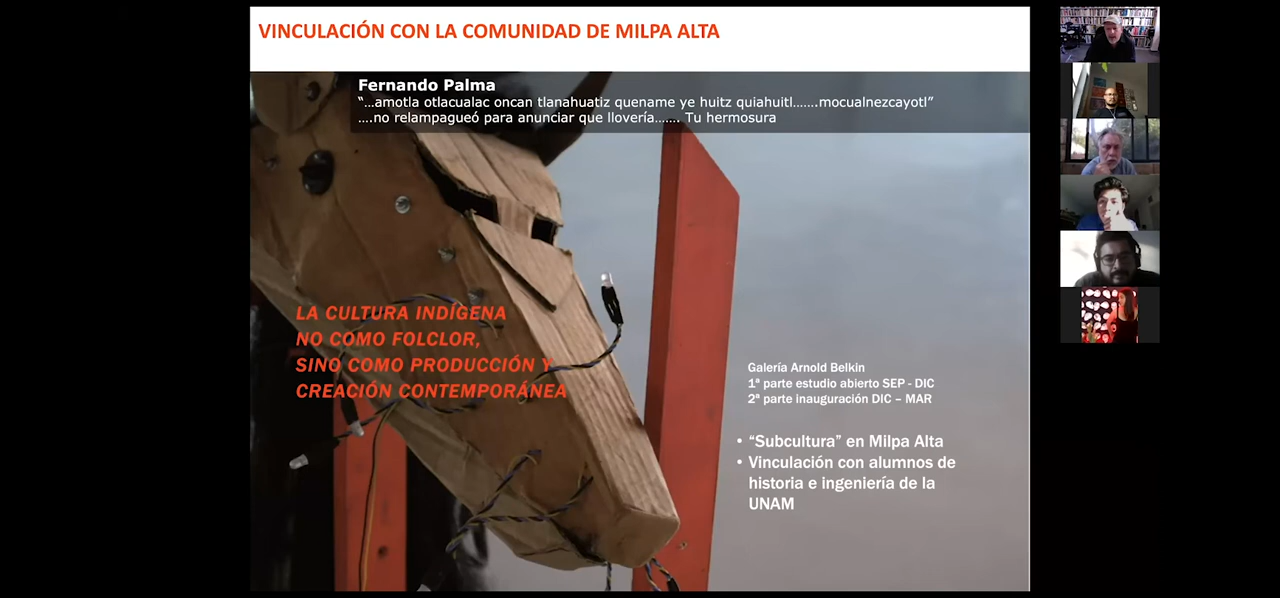 VINCULACIÓN CON LA COMUNIDAD DE MILPA ALTA
Fernando Palma
“…amotla otlacualac oncan tlanahuatiz quename ye huitz quiahuitl…….mocualnezcayotl”
….no relampagueó para anunciar que llovería……. Tu hermosura
LA CULTURA INDÍGENA
NO COMO FOLCLOR,
SINO COMO PRODUCCIÓN Y
CREACIÓN CONTEMPORÁNEA
Galería Arnold Belkin
1ª parte estudio abierto SEP - DIC
2ª parte inauguración DIC – MAR
• “Subcultura” en Milpa Alta
• Vinculación con alumnos de
historia e ingeniería de la
UNAM